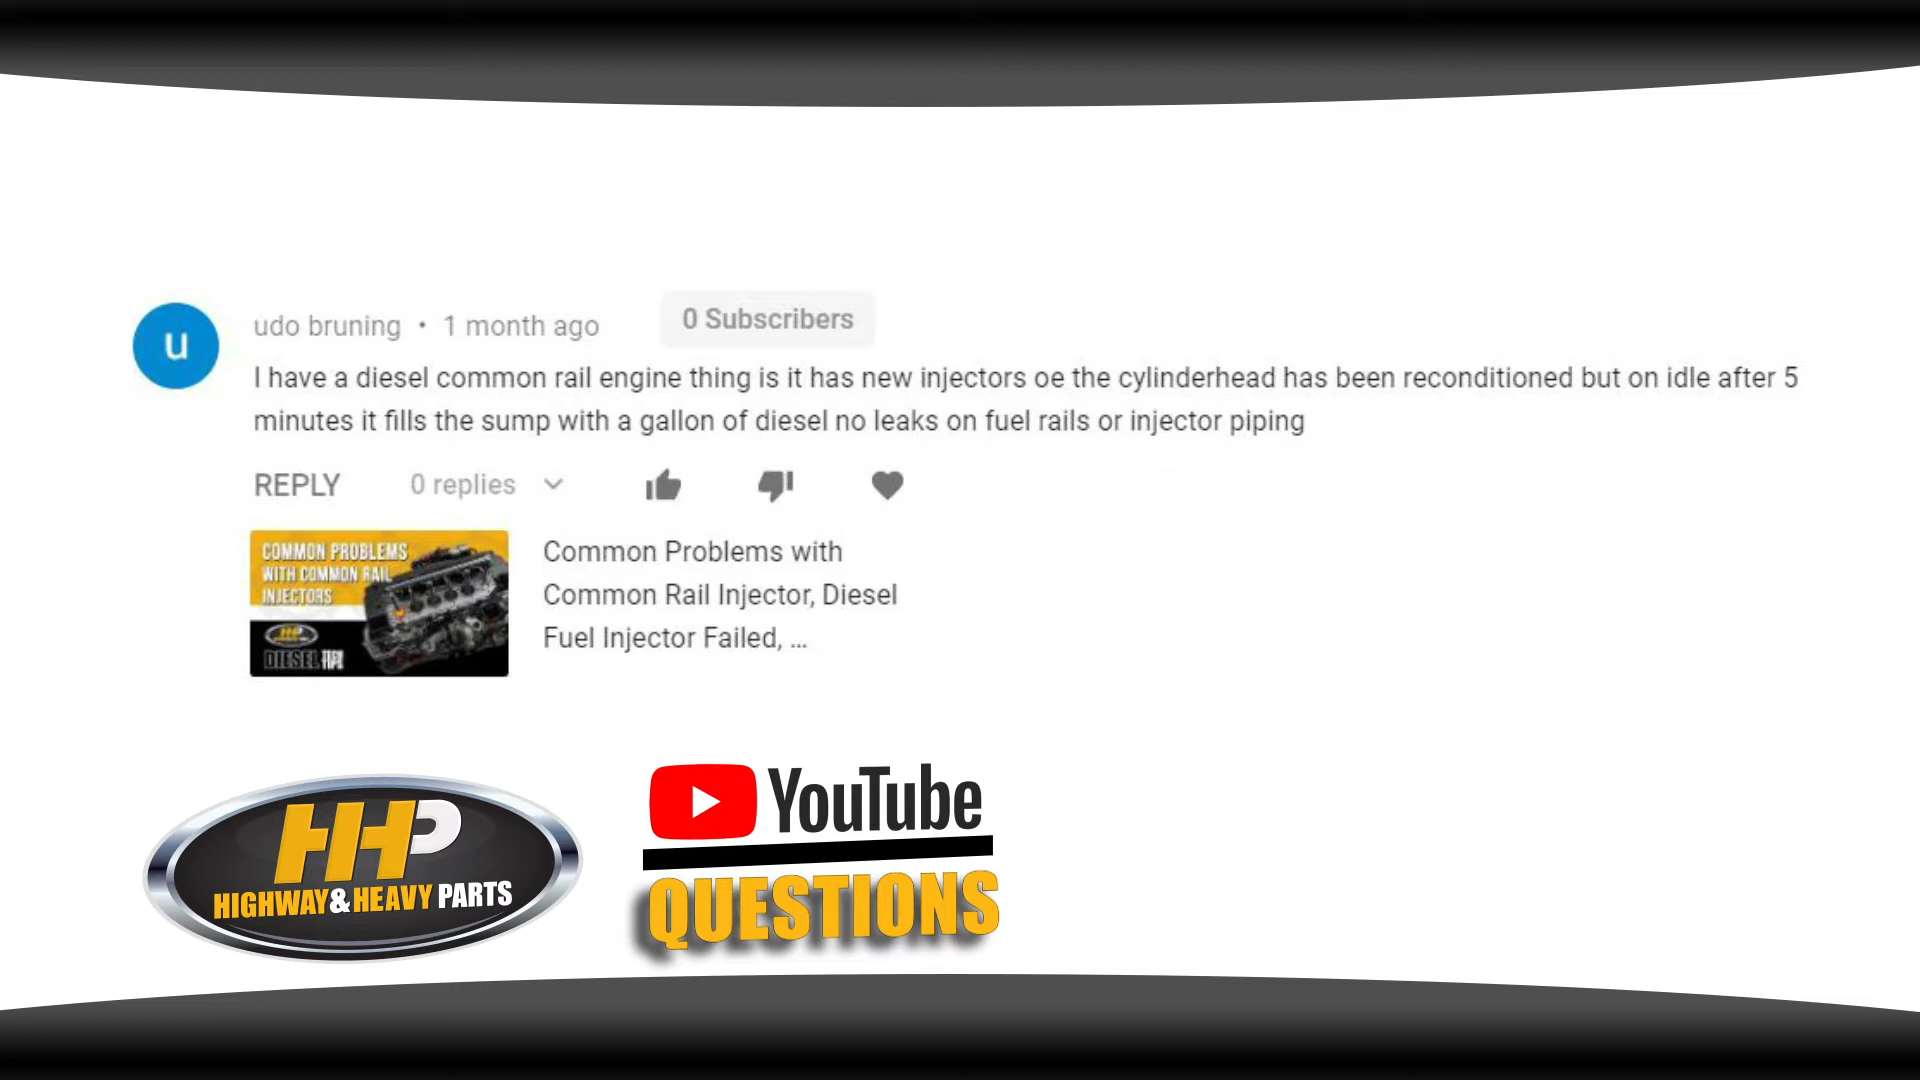 u
udo bruning • 1 month ago
0 Subscribers
I have a diesel common rail engine thing is it has new injectors oe the cylinderhead has been reconditioned but on idle after 5
minutes it fills the sump with a gallon of diesel no leaks on fuel rails or injector piping
REPLY 0 replies
COMMON PROBLEMS
WITH COMMON RAIL
INJECTORS
HHP
DIESEL
Common Problems with
Common Rail Injector, Diesel
Fuel Injector Failed, ...
HHP
HIGHWAY&HEAVY PARTS
YouTube
QUESTIONS